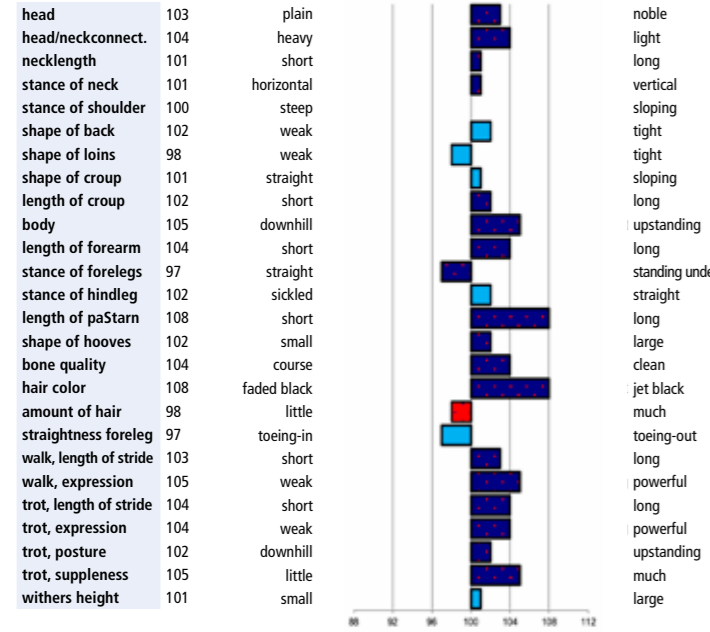 head 103 plain noble
head/neckconnect. 104 heavy light
necklength 101 short long
stance of neck 101 horizontal vertical
stance of shoulder 100 steep sloping
shape of back 102 weak tight
shape of loins 98 weak tight
shape of croup 101 straight sloping
length of croup 102 short long
body 105 downhill upstanding
length of forearm 104 short long
stance of forelegs 97 straight standing unde
stance of hindleg 102 sickled straight
length of paStarn 108 short long
shape of hooves 102 small large
bone quality 104 course clean
hair color 108 faded black jet black
amount of hair 98 little much
straightness foreleg 97 toeing-in toeing-out
walk, length of stride 103 short long
walk, expression 105 weak powerful
trot, length of stride 104 short long
trot, expression 104 weak powerful
trot, posture 102 downhill upstanding
trot, suppleness 105 little much
withers height 101 small large
88 92 96 100 104 108 112